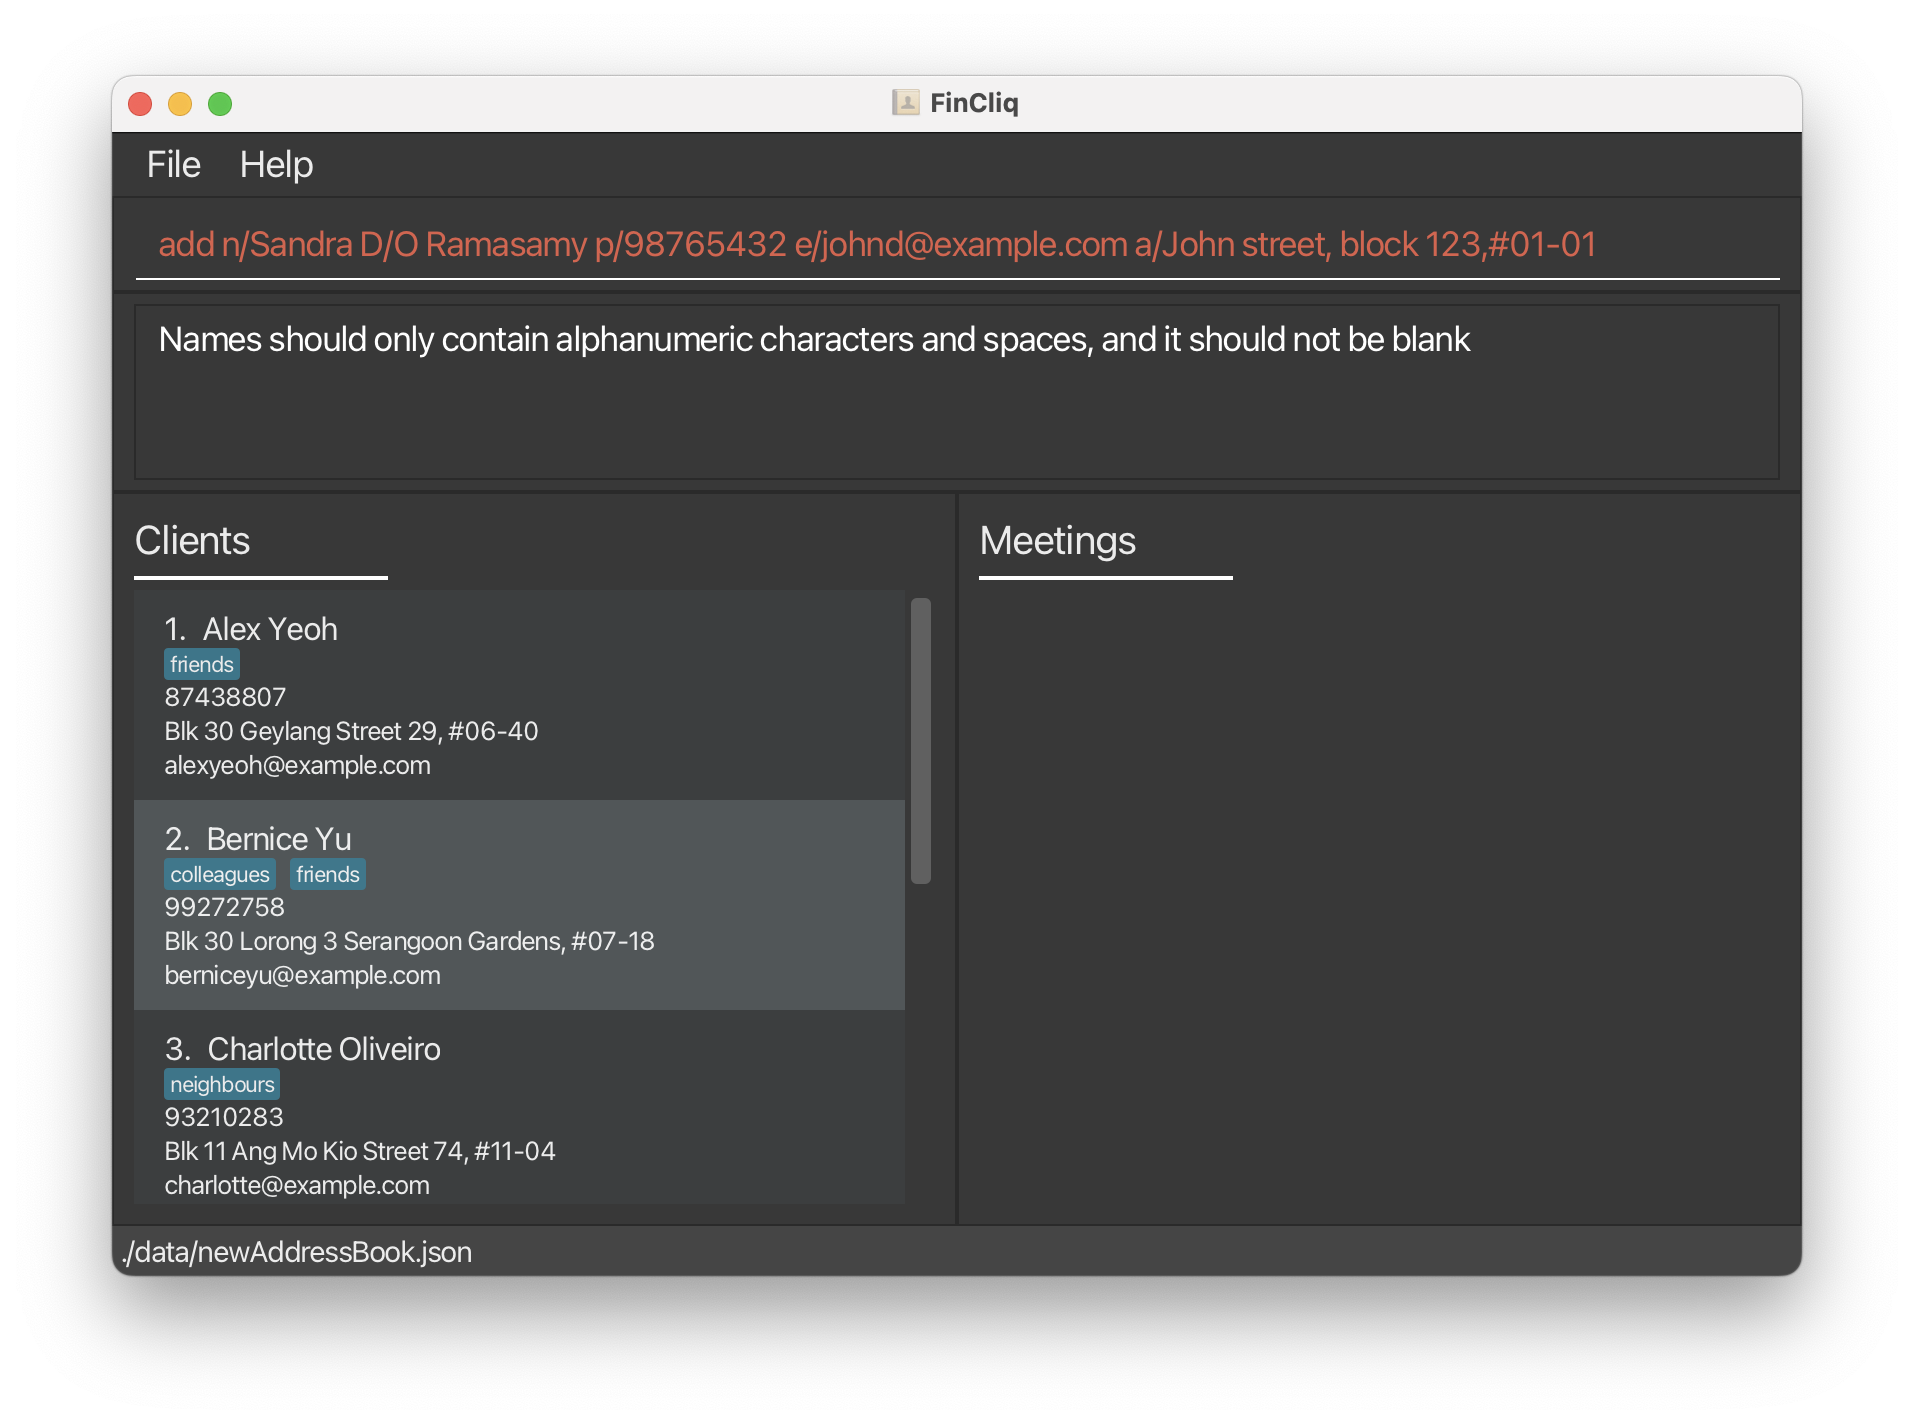 FinCliq
File Help
add n/Sandra D/O Ramasamy p/98765432 e/johnd@example.com a/John street, block 123,#01-01
Names should only contain alphanumeric characters and spaces, and it should not be blank
Clients
1. Alex Yeoh
friends
87438807
Blk 30 Geylang Street 29, #06-40
alexyeoh@example.com
2. Bernice Yu
colleagues friends
99272758
Blk 30 Lorong 3 Serangoon Gardens, #07-18
berniceyu@example.com
3. Charlotte Oliveiro
neighbours
93210283
Blk 11 Ang Mo Kio Street 74, #11-04
charlotte@example.com
Meetings
./data/newAddressBook.json